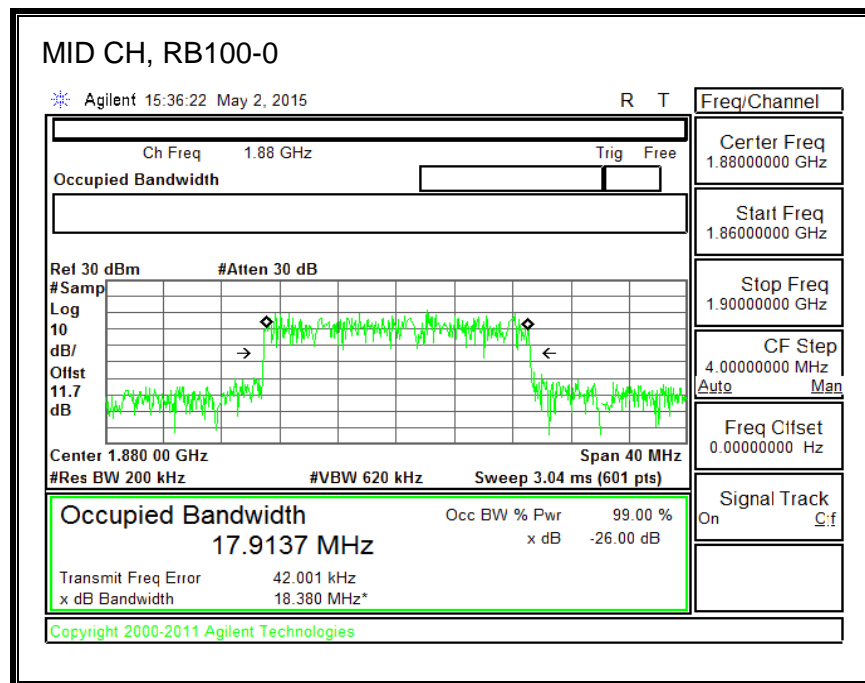 MID CH, RB100-0
Agilent 15:36:22 May 2, 2015 R T
Freq/Channel
Ch Freq 1.88 GHz Trig Free
Occupied Bandwidth
Center Freq
1.88000000 GHz
Start Freq
1.86000000 GHz
Stop Freq
1.90000000 GHz
CF Step
4.00000000 MHz
Auto Man
Freq Offset
0.00000000 Hz
Signal Track
On Off
Ref 30 dBm #Atten 30 dB
#Samp
Log
10
dB/
Offst
11.7
dB
Center 1.880 00 GHz Span 40 MHz
#Res BW 200 kHz #VBW 620 kHz Sweep 3.04 ms (601 pts)
Occupied Bandwidth Occ BW % Pwr 99.00 %
17.9137 MHz x dB -26.00 dB
Transmit Freq Error 42.001 kHz
x dB Bandwidth 18.380 MHz*
Copyright 2000-2011 Agilent Technologies